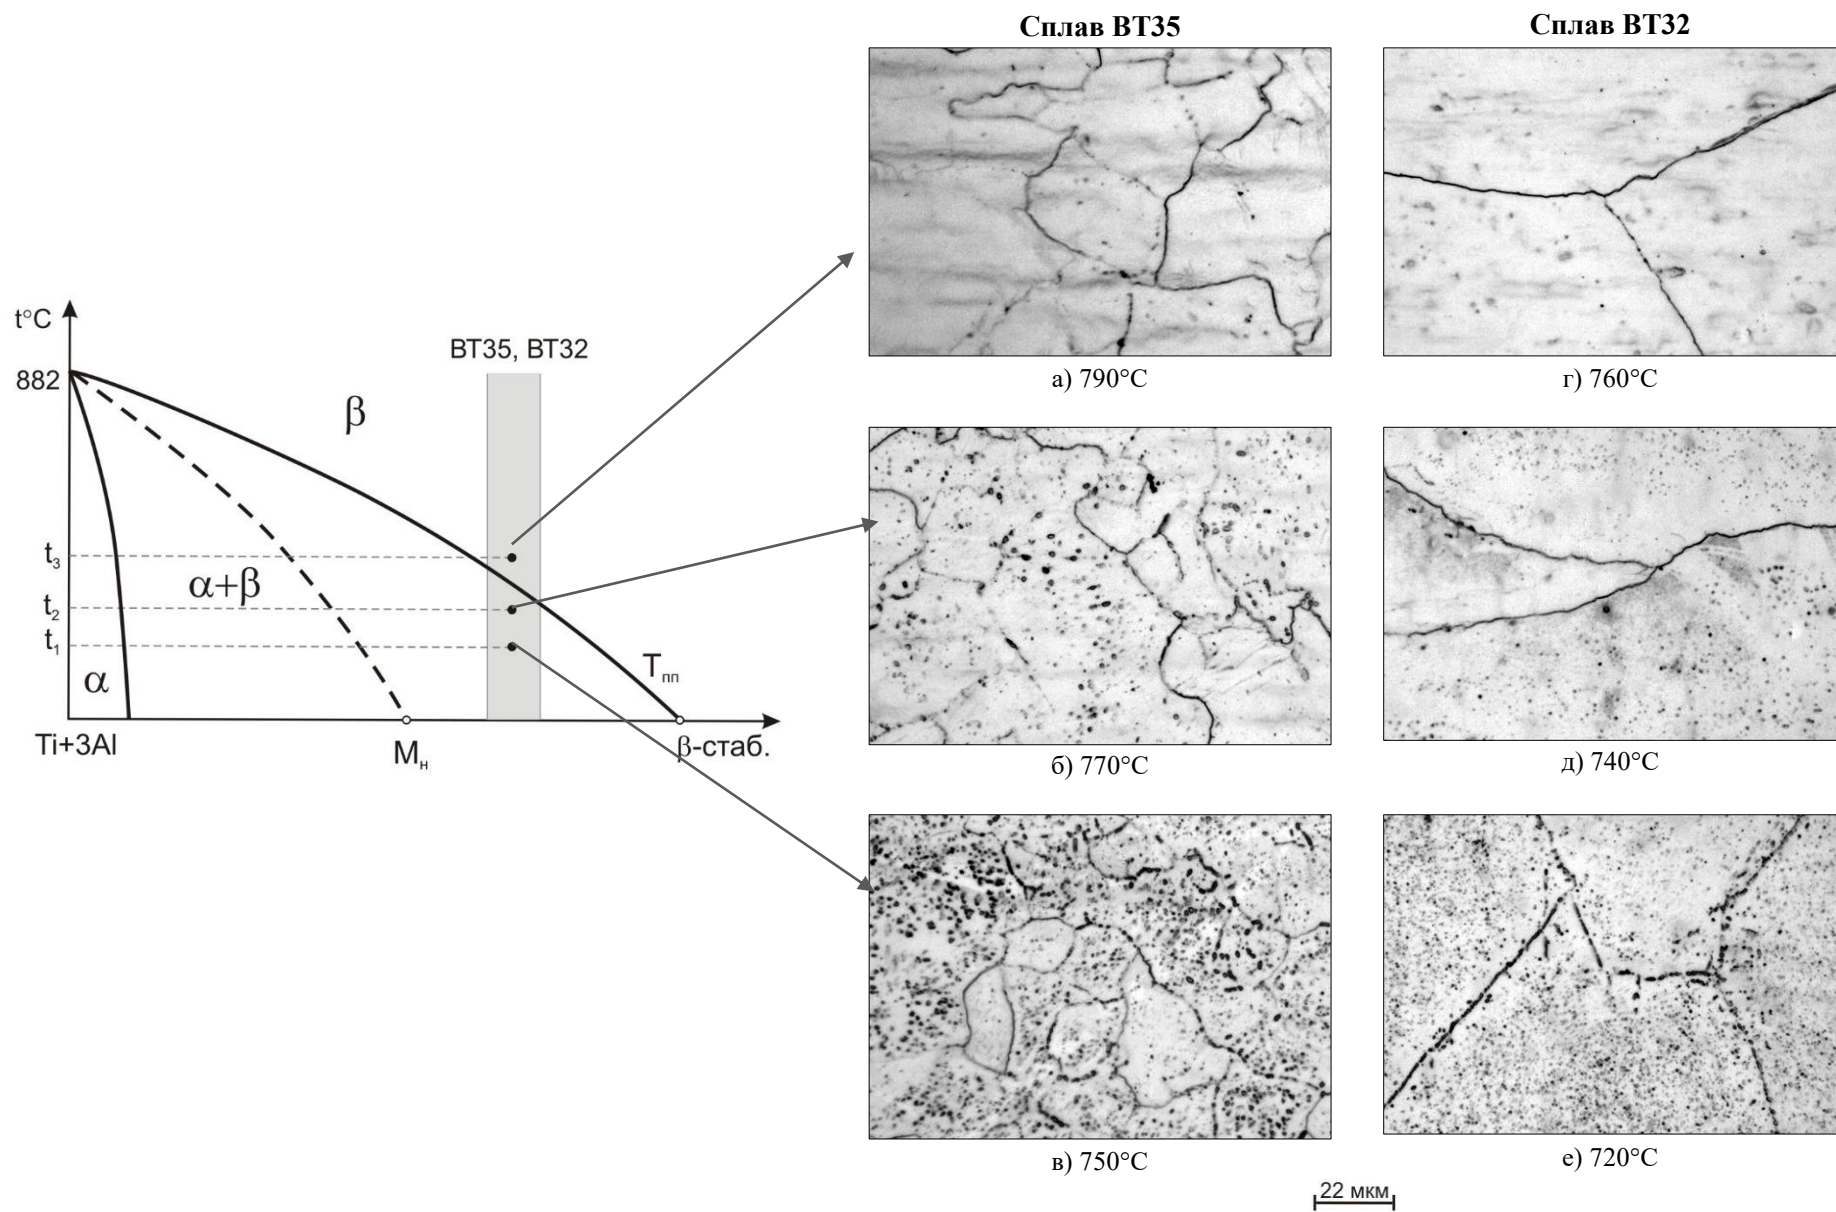 Сплав ВТ35
Сплав ВТ32
а) 790°С
г) 760°С
t°C
882
ВТ35, ВТ32
β
t₃
t₂
t₁
α+β
α
Tпп
Ti+3Al
Mн
β-стаб.
б) 770°С
д) 740°С
в) 750°С
е) 720°С
22 мкм